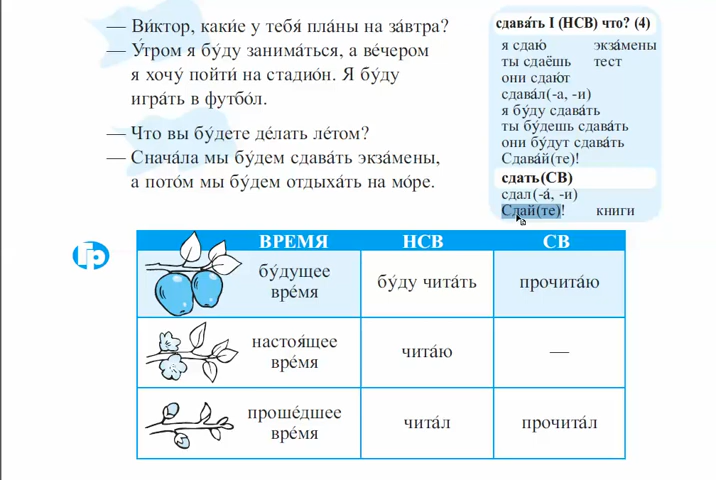 — Ви́ктор, каки́е у тебя́ пла́ны на за́втра?
— У́тром я бу́ду занима́ться, а ве́чером
я хочу́ пойти́ на стадио́н. Я бу́ду
игра́ть в футбо́л.
— Что вы бу́дете де́лать ле́том?
— Снача́ла мы бу́дем сдава́ть экза́мены,
а пото́м мы бу́дем отдыха́ть на мо́ре.
сдава́ть I (НСВ) что? (4)
я сдаю́ экза́мены
ты сдаёшь тест
они сдаю́т
сдава́л(-а, -и)
я бу́ду сдава́ть
ты бу́дешь сдава́ть
они бу́дут сдава́ть
Сдава́й(те)!
сдать(СВ)
сдал(-а́, -и)
Сдай(те)! книги
Гр
ВРЕМЯ НСВ СВ
бу́дущее
вре́мя
бу́ду чита́ть прочита́ю
настоя́щее
вре́мя
чита́ю —
проше́дшее
вре́мя
чита́л прочита́л